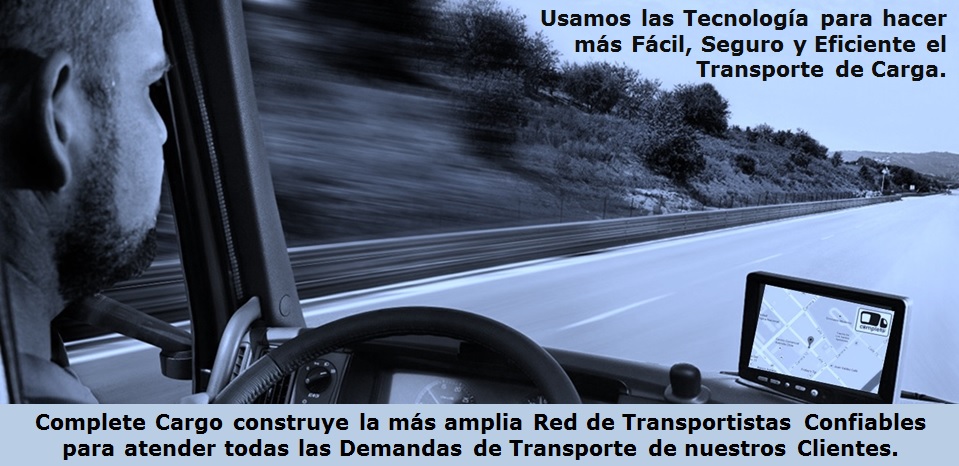 Usamos las Tecnología para hacer
más Fácil, Seguro y Eficiente el
Transporte de Carga.
complete
Complete Cargo construye la más amplia Red de Transportistas Confiables
para atender todas las Demandas de Transporte de nuestros Clientes.